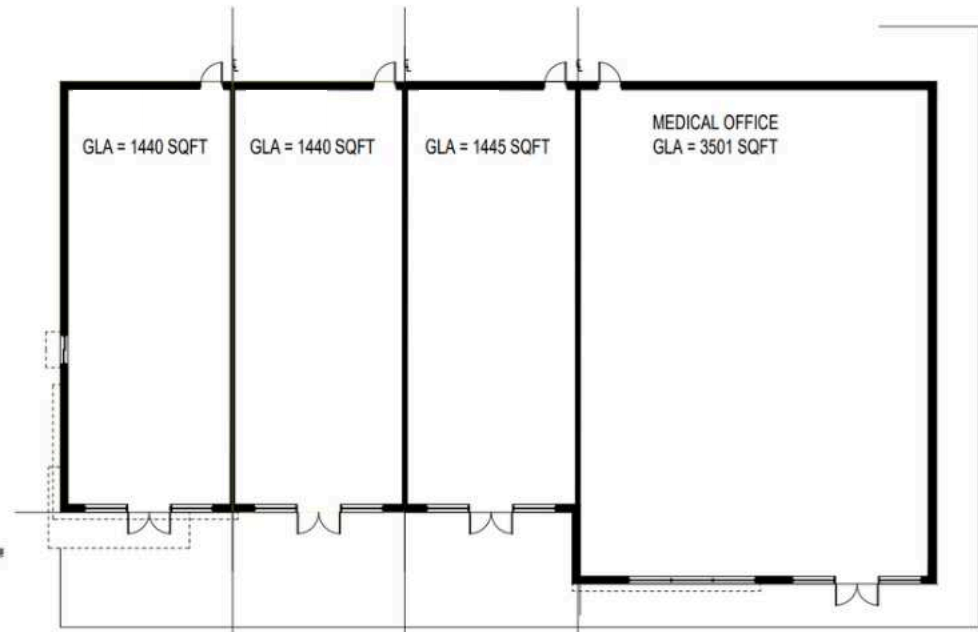 GLA = 1440 SQFT
GLA = 1440 SQFT
GLA = 1445 SQFT
MEDICAL OFFICE
GLA = 3501 SQFT